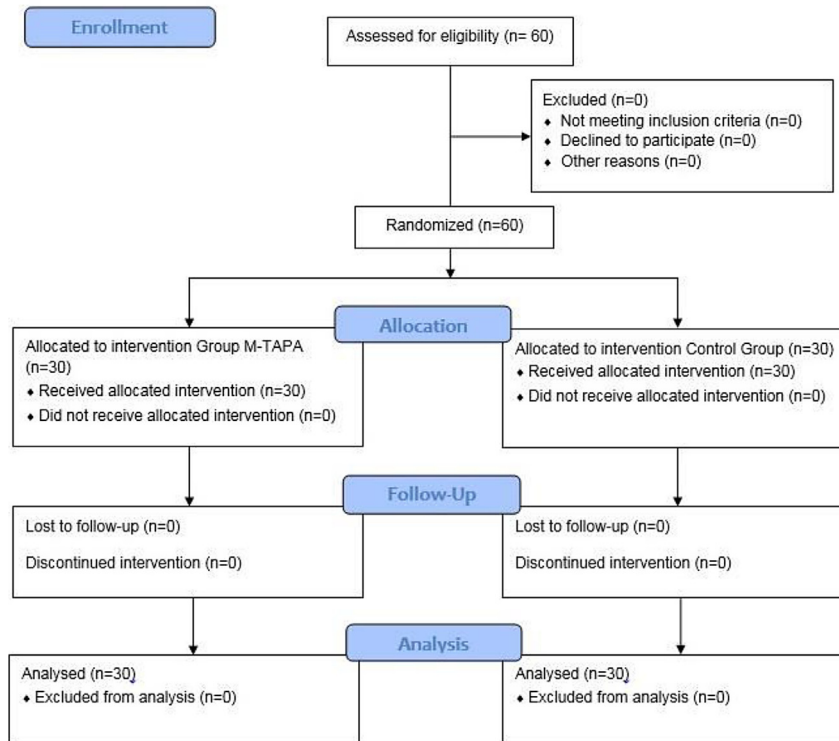 Enrollment
Assessed for eligibility (n= 60)
Excluded (n=0)
♦ Not meeting inclusion criteria (n=0)
♦ Declined to participate (n=0)
♦ Other reasons (n=0)
Randomized (n=60)
Allocation
Allocated to intervention Group M-TAPA
(n=30)
♦ Received allocated intervention (n=30)
♦ Did not receive allocated intervention (n=0)
Allocated to intervention Control Group (n=30)
♦ Received allocated intervention (n=30)
♦ Did not receive allocated intervention (n=0)
Follow-Up
Lost to follow-up (n=0)
Discontinued intervention (n=0)
Lost to follow-up (n=0)
Discontinued intervention (n=0)
Analysis
Analysed (n=30)
♦ Excluded from analysis (n=0)
Analysed (n=30)
♦ Excluded from analysis (n=0)